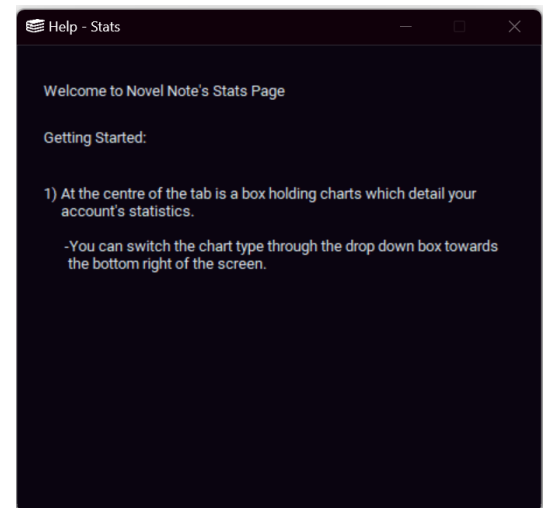 Help - Stats
Welcome to Novel Note's Stats Page
Getting Started:
1) At the centre of the tab is a box holding charts which detail your
account's statistics.
-You can switch the chart type through the drop down box towards
the bottom right of the screen.